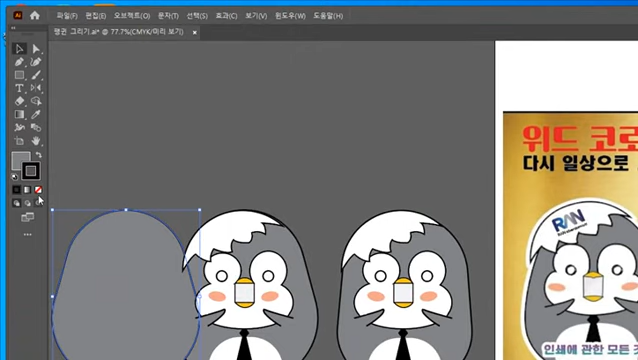 Ai
파일(F) 편집(E) 오브젝트(O) 문자(T) 선택(S) 효과(C) 보기(V) 윈도우(W) 도움말(H)
펭귄 그리기.ai* @ 77.7%(CMYK/미리 보기) ×
위드 코로
다시 일상으로
RMN
인쇄에 관한 모든